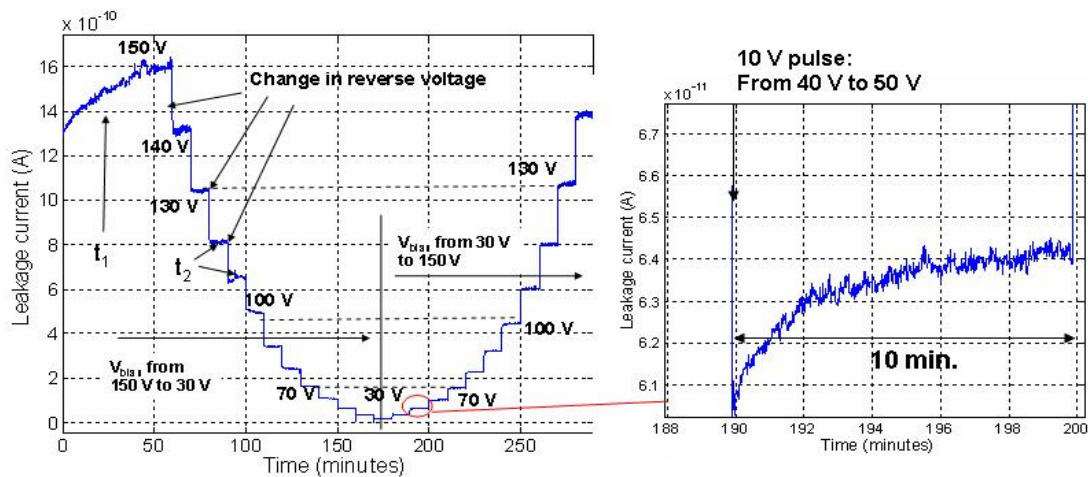 x 10⁻¹⁰
150 V
Change in reverse voltage
140 V
130 V
t₁
t₂
100 V
V_bias from
150 V to 30 V
70 V
30 V
V_bias from 30 V
to 150 V
130 V
100 V
70 V
16
14
12
10
8
6
4
2
0
Leakage current (A)
0 50 100 150 200 250
Time (minutes)
10 V pulse:
From 40 V to 50 V
x 10⁻¹¹
6.7
6.6
6.5
6.4
6.3
6.2
6.1
Leakage current (A)
10 min.
188 190 192 194 196 198 200
Time (minutes)